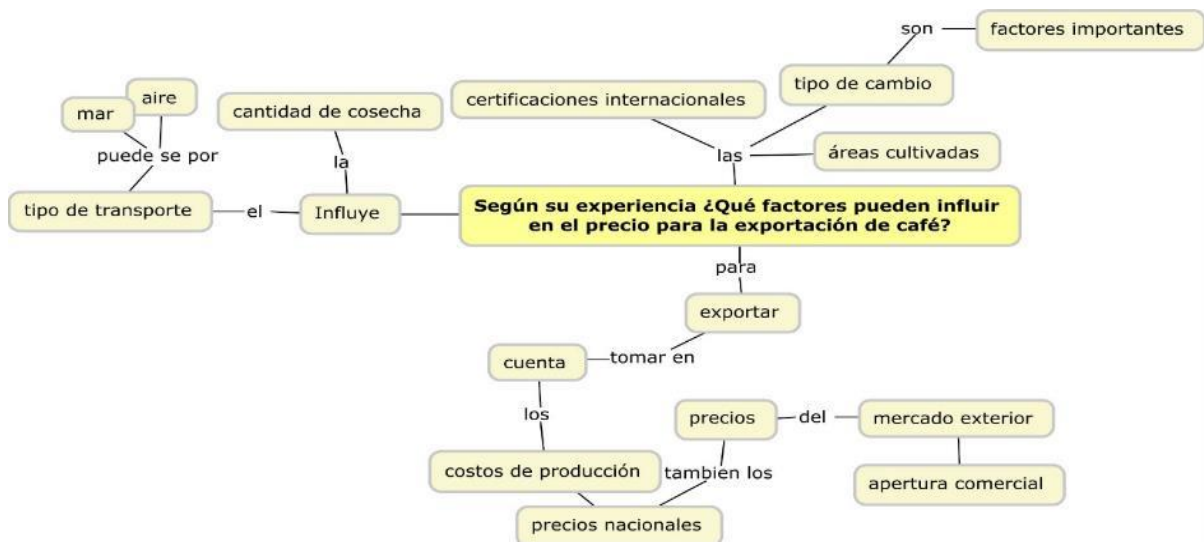 son
factores importantes
tipo de cambio
certificaciones internacionales
aire
mar
cantidad de cosecha
puede se por
la
las
áreas cultivadas
tipo de transporte
el
Influye
Según su experiencia ¿Qué factores pueden influir
en el precio para la exportación de café?
para
exportar
cuenta
tomar en
los
precios
del
mercado exterior
costos de producción
tambien los
apertura comercial
precios nacionales